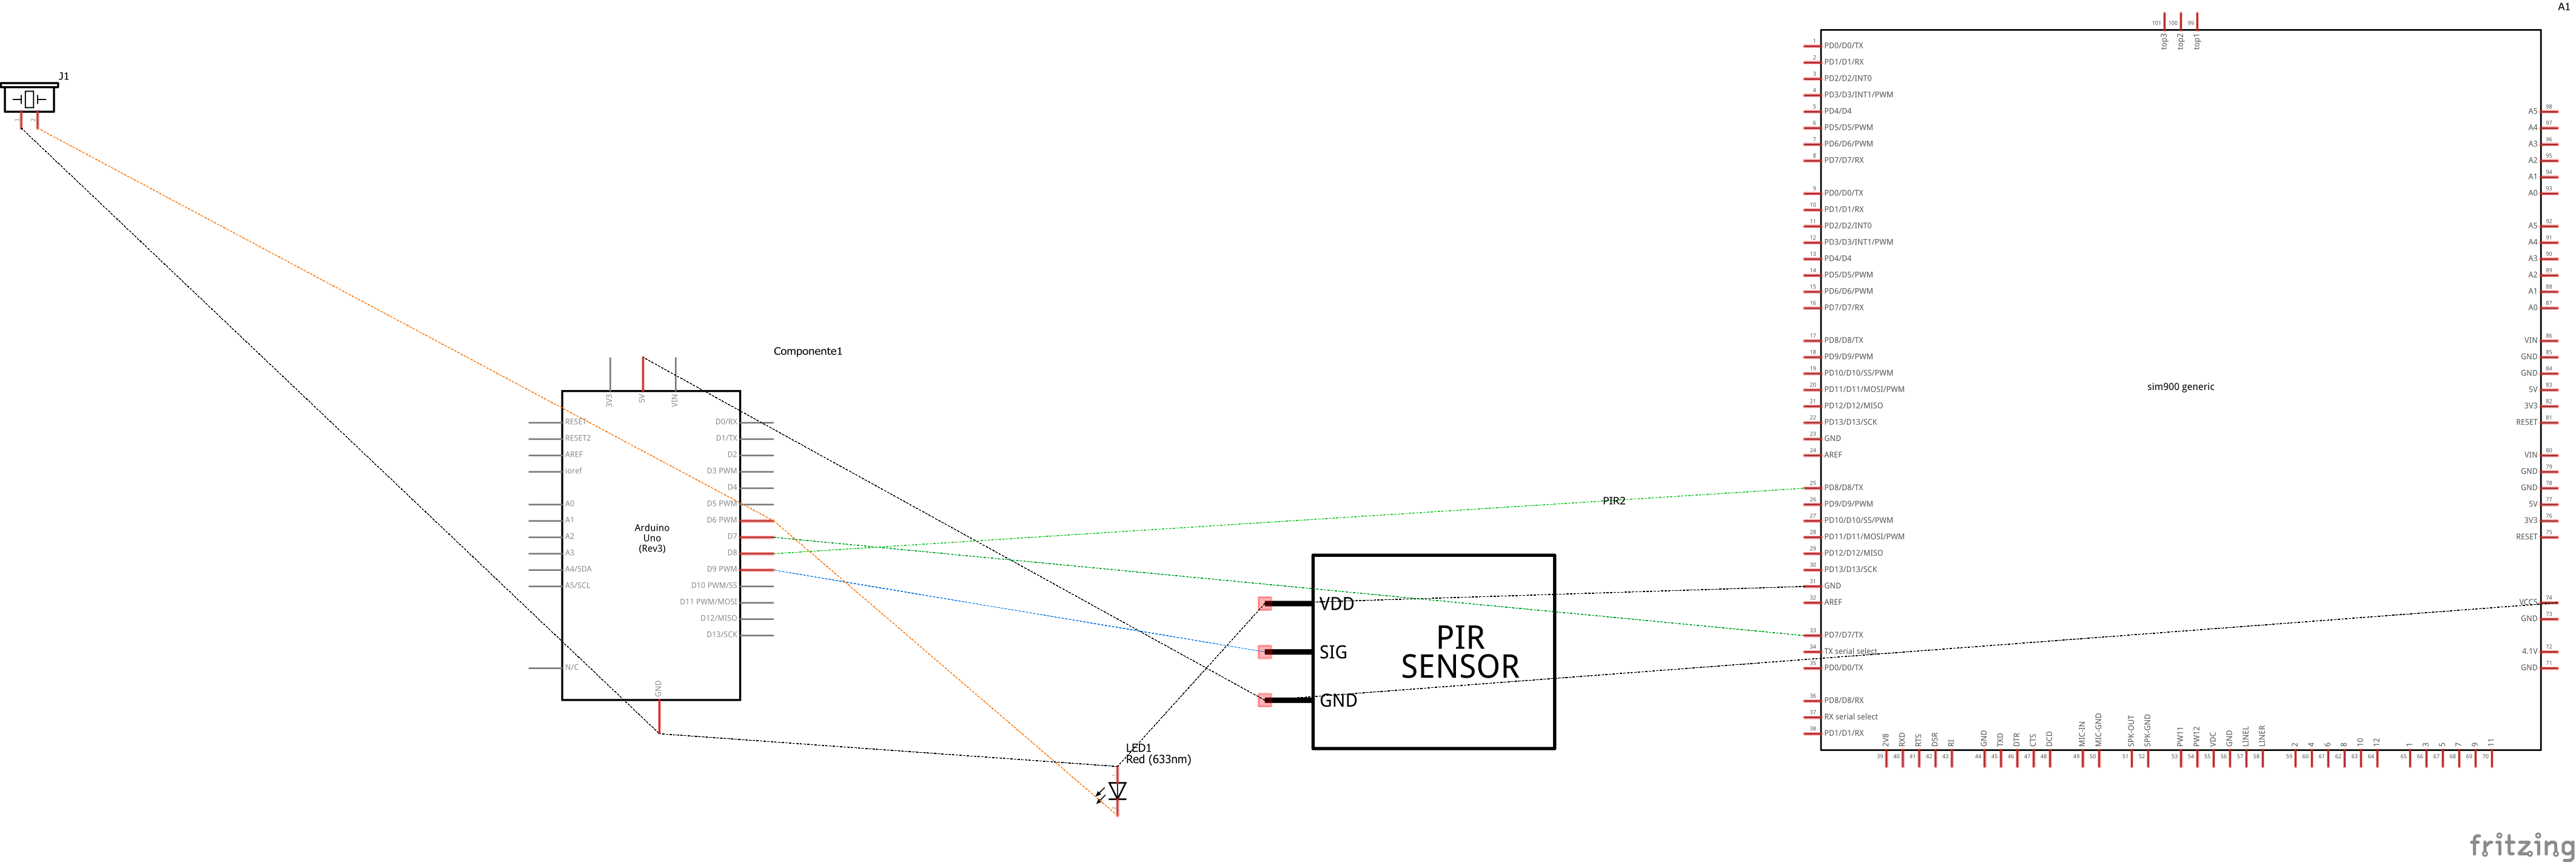 A1
J1
1
2
Componente1
3V3
5V
VIN
RESET
RESET2
AREF
ioref
A0
A1
A2
A3
A4/SDA
A5/SCL
N/C
Arduino
Uno
(Rev3)
D0/RX
D1/TX
D2
D3 PWM
D4
D5 PWM
D6 PWM
D7
D8
D9 PWM
D10 PWM/SS
D11 PWM/MOSI
D12/MISO
D13/SCK
GND
LED1
Red (633nm)
PIR2
VDD
SIG
GND
PIR
SENSOR
101 top3
100 top2
99 top1
1 PD0/D0/TX
2 PD1/D1/RX
3 PD2/D2/INT0
4 PD3/D3/INT1/PWM
5 PD4/D4
6 PD5/D5/PWM
7 PD6/D6/PWM
8 PD7/D7/RX
9 PD0/D0/TX
10 PD1/D1/RX
11 PD2/D2/INT0
12 PD3/D3/INT1/PWM
13 PD4/D4
14 PD5/D5/PWM
15 PD6/D6/PWM
16 PD7/D7/RX
17 PD8/D8/TX
18 PD9/D9/PWM
19 PD10/D10/SS/PWM
20 PD11/D11/MOSI/PWM
21 PD12/D12/MISO
22 PD13/D13/SCK
23 GND
24 AREF
25 PD8/D8/TX
26 PD9/D9/PWM
27 PD10/D10/SS/PWM
28 PD11/D11/MOSI/PWM
29 PD12/D12/MISO
30 PD13/D13/SCK
31 GND
32 AREF
33 PD7/D7/TX
34 TX serial select
35 PD0/D0/TX
36 PD8/D8/RX
37 RX serial select
38 PD1/D1/RX
sim900 generic
A5 98
A4 97
A3 96
A2 95
A1 94
A0 93
A5 92
A4 91
A3 90
A2 89
A1 88
A0 87
VIN 86
GND 85
GND 84
5V 83
3V3 82
RESET 81
VIN 80
GND 79
GND 78
5V 77
3V3 76
RESET 75
VCC5 74
GND 73
4.1V 72
GND 71
2V8 39
RXD 40
RTS 41
DSR 42
RI 43
GND 44
TXD 45
DTR 46
CTS 47
DCD 48
MIC-IN 49
MIC-GND 50
SPK-OUT 51
SPK-GND 52
PW11 53
PW12 54
VDC 55
GND 56
LINEL 57
LINER 58
2 59
4 60
6 61
8 62
10 63
12 64
1 65
3 66
5 67
7 68
9 69
11 70
fritzing